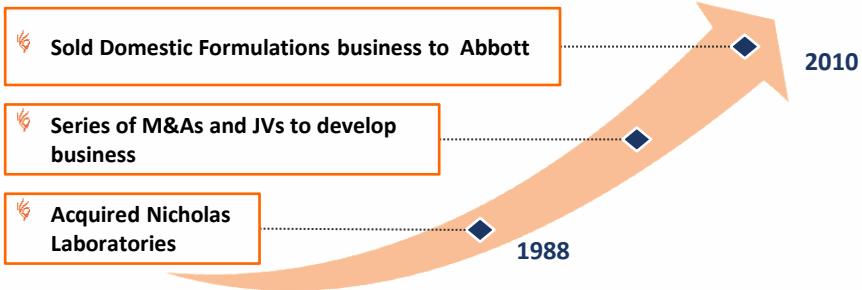 Sold Domestic Formulations business to Abbott
2010
Series of M&As and JVs to develop
business
Acquired Nicholas
Laboratories
1988